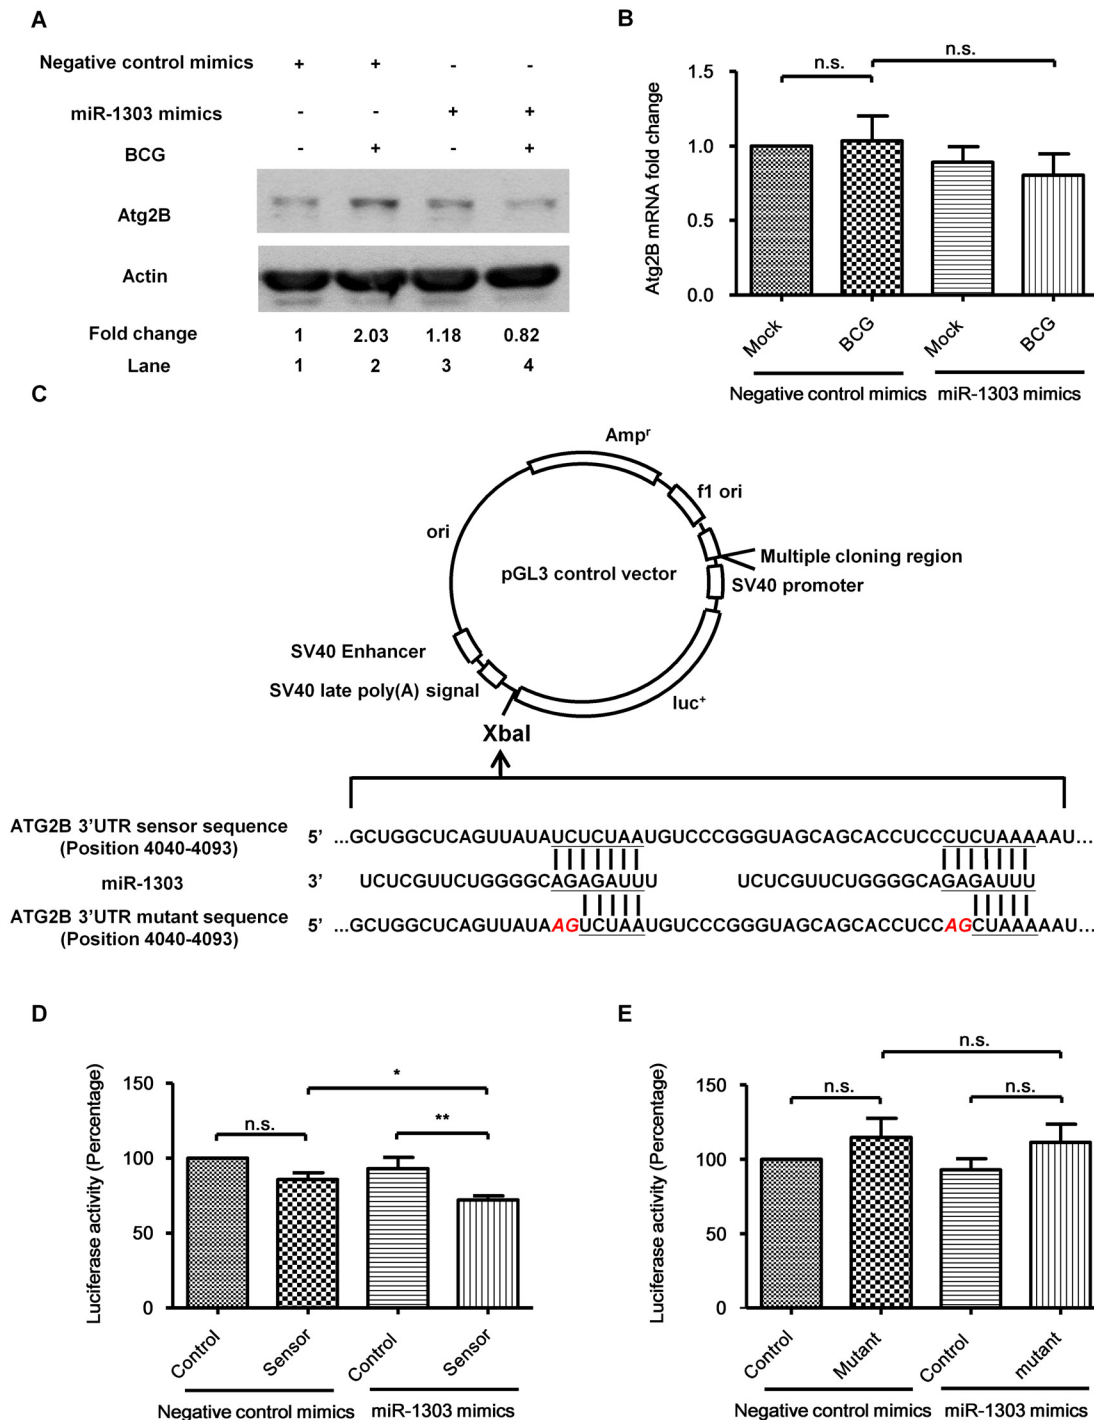 A
Negative control mimics + + - -
miR-1303 mimics - - + +
BCG - + - +
Atg2B
Actin
Fold change 1 2.03 1.18 0.82
Lane 1 2 3 4
B
n.s.
n.s.
Atg2B mRNA fold change
1.5
1.0
0.5
0.0
Mock BCG Mock BCG
Negative control mimics miR-1303 mimics
C
Ampr
f1 ori
ori
Multiple cloning region
pGL3 control vector
SV40 promoter
SV40 Enhancer
SV40 late poly(A) signal
luc+
XbaI
ATG2B 3’UTR sensor sequence
(Position 4040-4093)
5’ ...GCUGGCUCAGUUAUAUCUCUAAUGUCCCGGGUAGCAGCACCUCCCUCUAAAAAU...
miR-1303
3’ UCUCGUUCUGGGGCAGAGAUUU UCUCGUUCUGGGGCAGAGAUUU
ATG2B 3’UTR mutant sequence
(Position 4040-4093)
5’ ...GCUGGCUCAGUUAUAAGUCUAAUGUCCCGGGUAGCAGCACCUCCAGCUAAAAAU...
D
Luciferase activity (Percentage)
150
100
50
0
n.s.
*
**
Control Sensor Control Sensor
Negative control mimics miR-1303 mimics
E
Luciferase activity (Percentage)
150
100
50
0
n.s.
n.s.
n.s.
Control Mutant Control mutant
Negative control mimics miR-1303 mimics